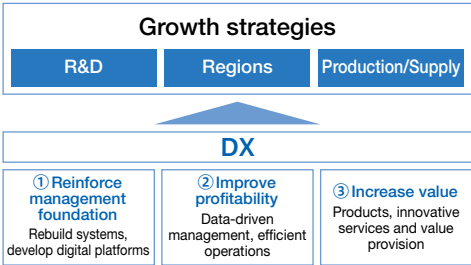 Growth strategies
R&D
Regions
Production/Supply
DX
①Reinforce
management
foundation
Rebuild systems,
develop digital platforms
②Improve
profitability
Data-driven
management, efficient
operations
③Increase value
Products, innovative
services and value
provision